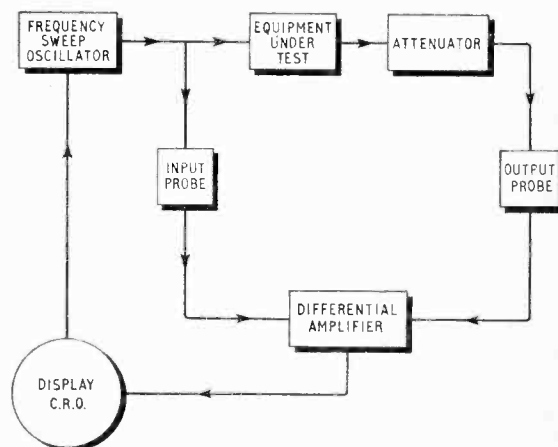 FREQUENCY
SWEEP
OSCILLATOR
EQUIPMENT
UNDER
TEST
ATTENUATOR
INPUT
PROBE
OUTPUT
PROBE
DIFFERENTIAL
AMPLIFIER
DISPLAY
C.R.O.